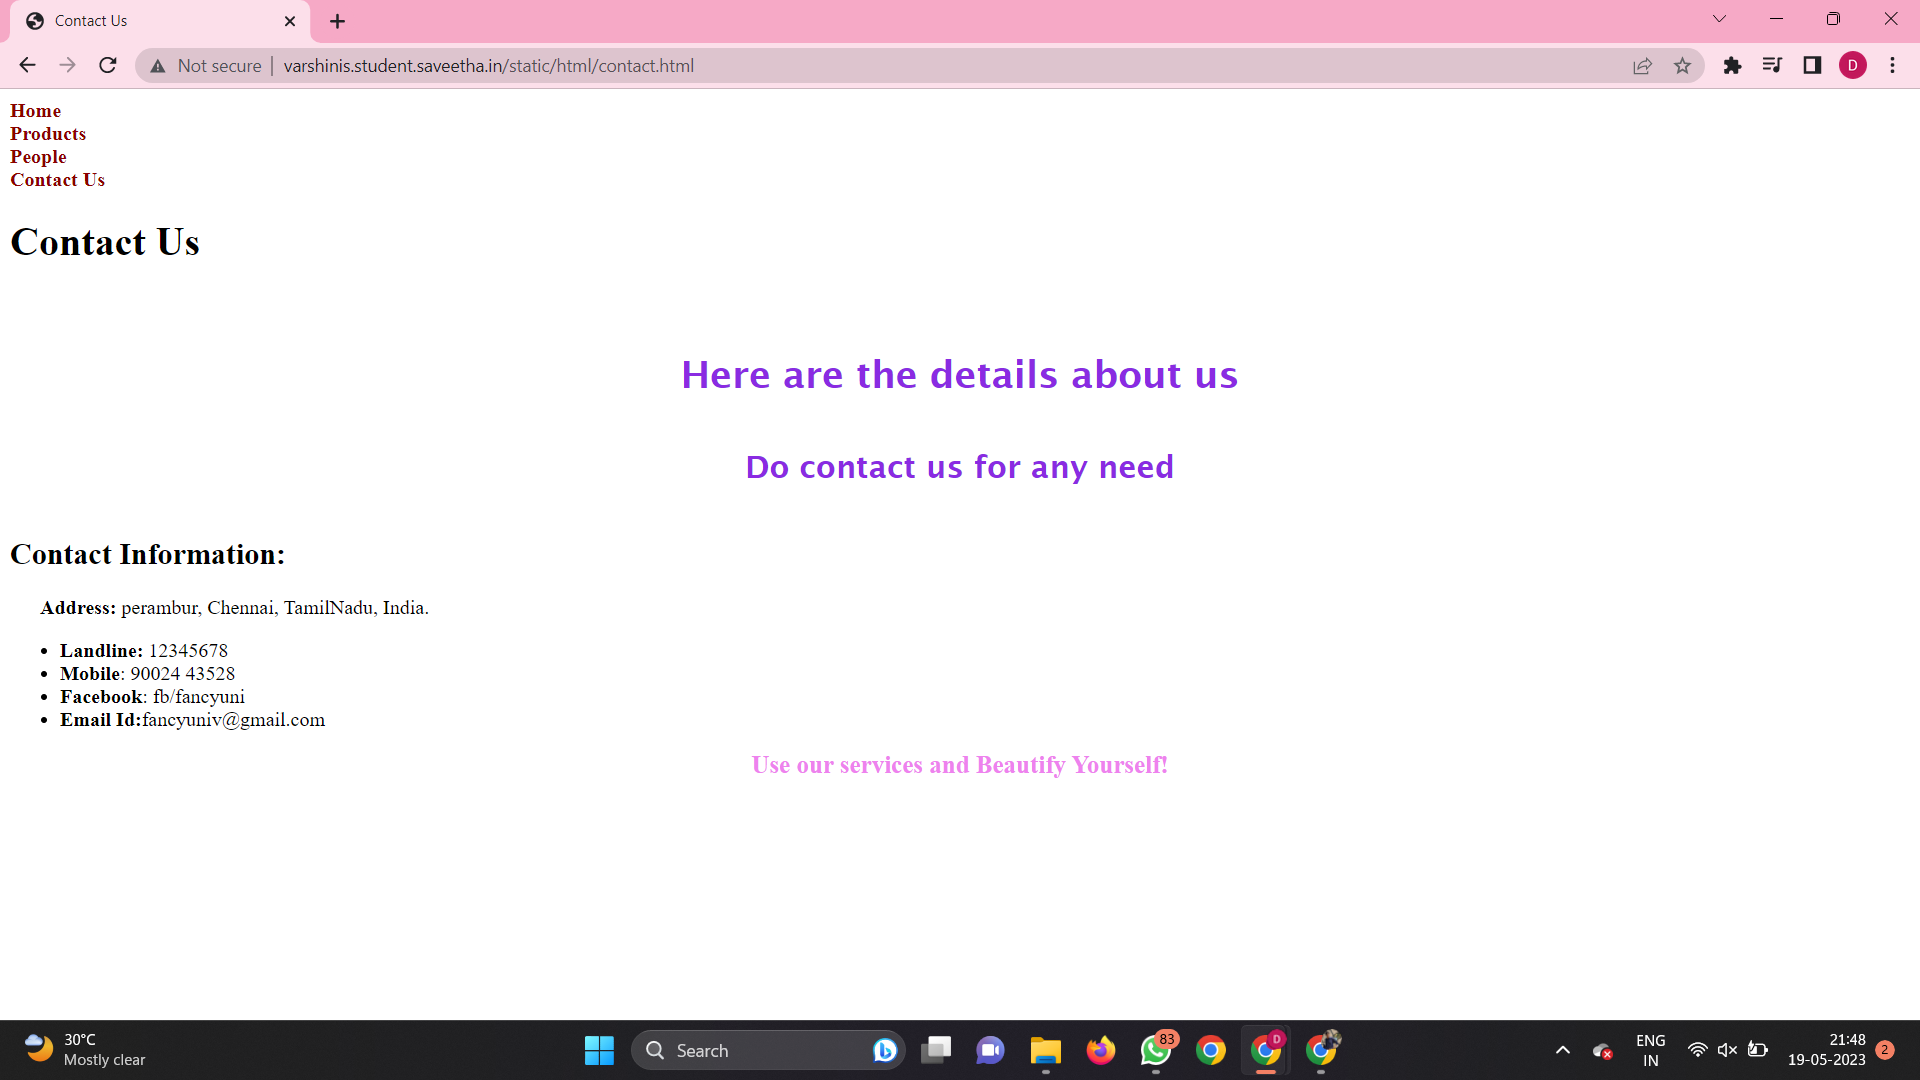 Contact Us
Not secure
varshinis.student.saveetha.in/static/html/contact.html
D
Home
Products
People
Contact Us
Contact Us
Here are the details about us
Do contact us for any need
Contact Information:
Address: perambur, Chennai, TamilNadu, India.
Landline: 12345678
Mobile: 90024 43528
Facebook: fb/fancyuni
Email Id:fancyuniv@gmail.com
Use our services and Beautify Yourself!
30°C
Mostly clear
Search
83
D
ENG
IN
21:48
19-05-2023
2